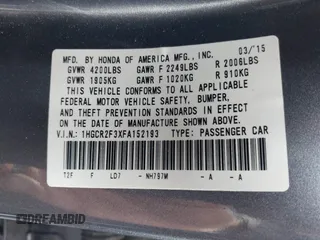 MFD. BY HONDA OF AMERICA MFG., INC. 03/15
GVWR 4200LBS GAWR F 2249LBS R 2006LBS
GVWR 1905KG GAWR F 1020KG R 910KG
THIS VEHICLE CONFORMS TO ALL APPLICABLE
FEDERAL MOTOR VEHICLE SAFETY, BUMPER,
AND THEFT PREVENTION STANDARDS
IN EFFECT ON THE DATE OF MANUFACTURE SHOWN ABOVE.
V.I.N: 1HGCR2F3XFA152193 TYPE: PASSENGER CAR
T2F F LD7 - NH797M - A - A
DREAMBID